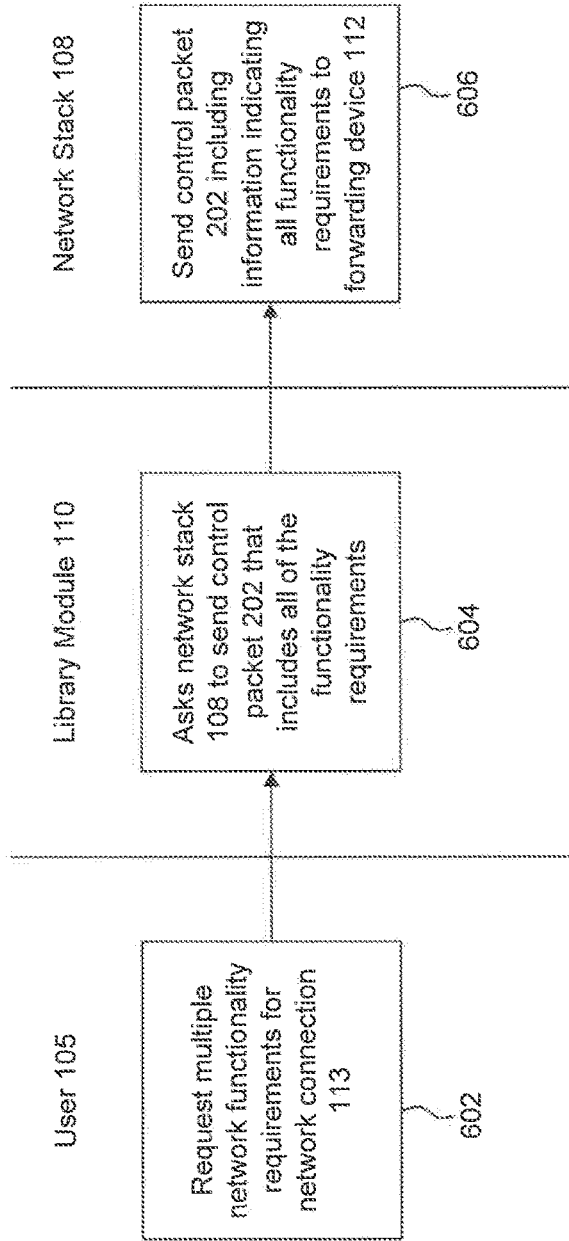 User 105
Request multiple
network functionality
requirements for
network connection
113
602
Library Module 110
Asks network stack
108 to send control
packet 202 that
includes all of the
functionality
requirements
604
Network Stack 108
Send control packet
202 including
information indicating
all functionality
requirements to
forwarding device 112
606